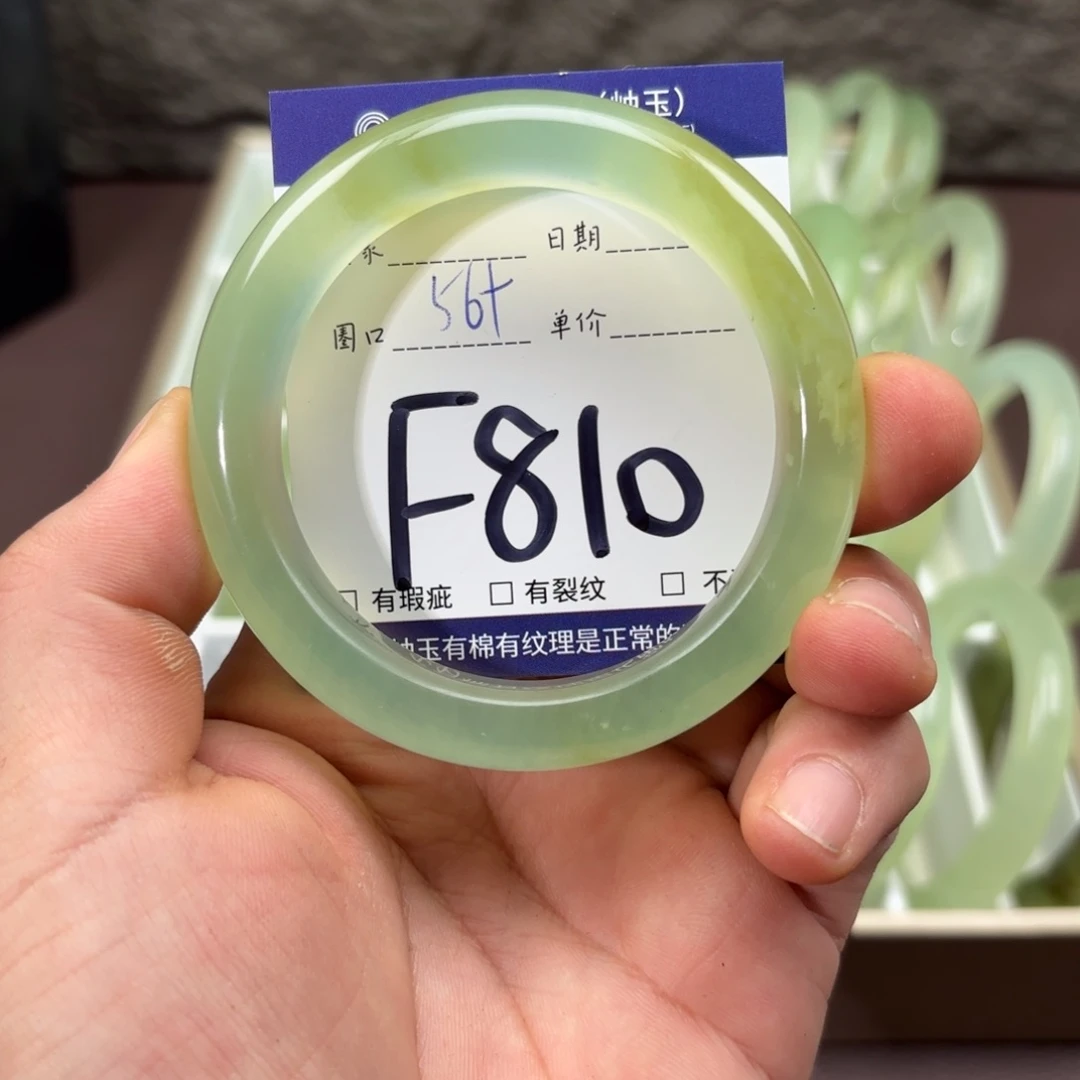 (岫玉)
日期
圈口 56+ 单价
F810
□ 有瑕疵 □ 有裂纹 □ 不
岫玉有棉有纹理是正常的